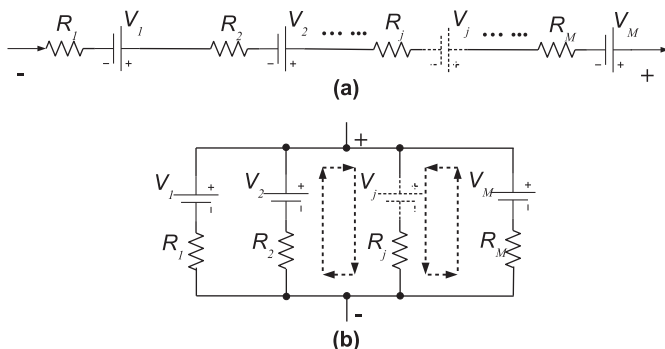 R1 V1 R2 V2 ... ... Rj Vj ... ... RM VM
- + - + - + - +
- +
(a)
+
V1 + - V2 + - Vj + - VM + -
R1 R2 Rj RM
-
(b)